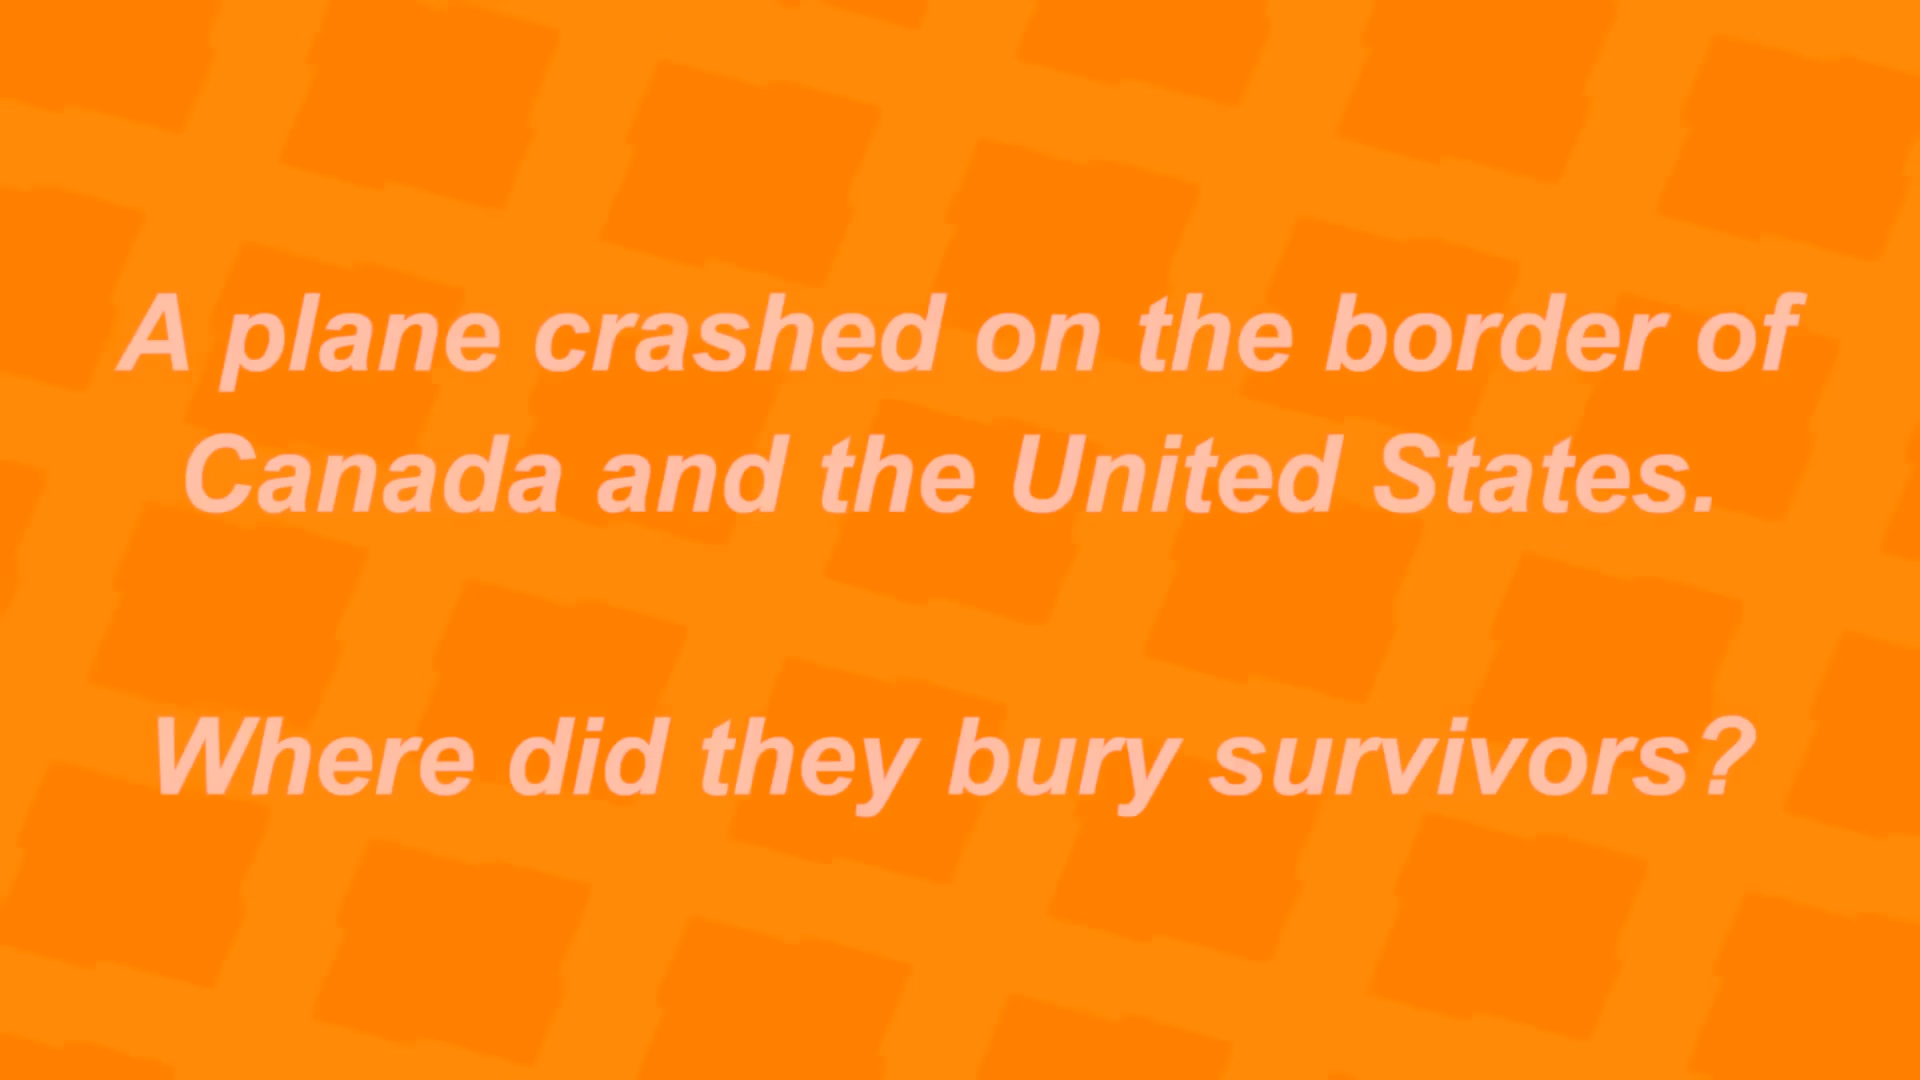 A plane crashed on the border of
Canada and the United States.
Where did they bury survivors?